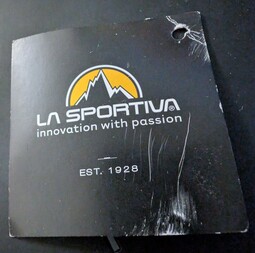 LA SPORTIVA®
innovation with passion
EST. 1928